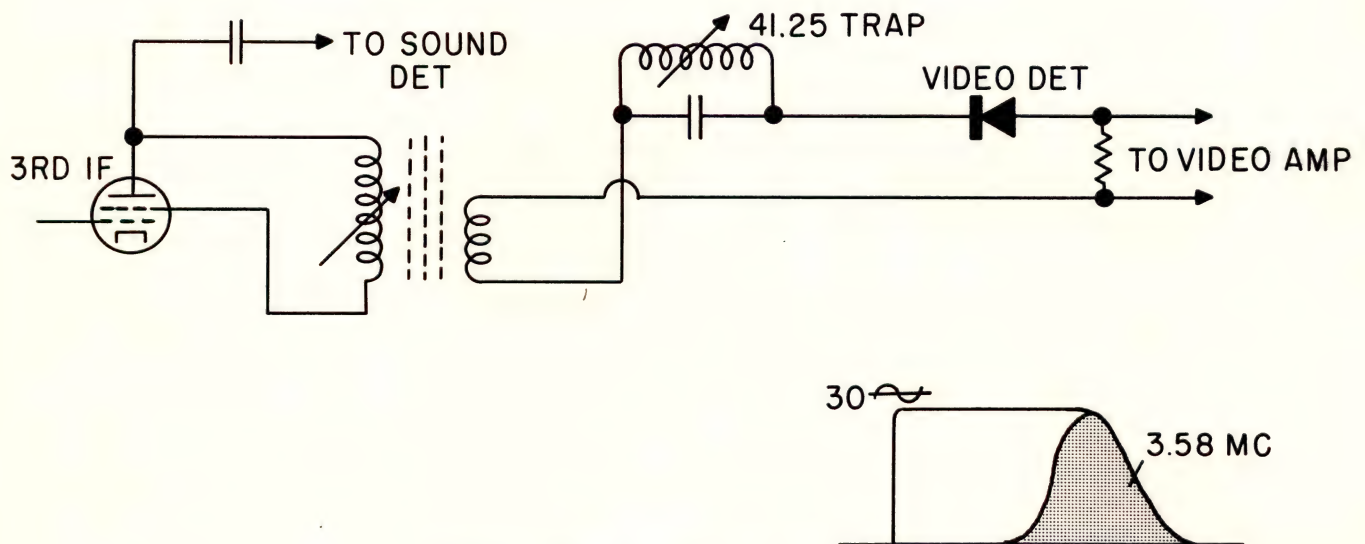 41.25 TRAP
TO SOUND
DET
VIDEO DET
3RD IF
TO VIDEO AMP
30
3.58 MC